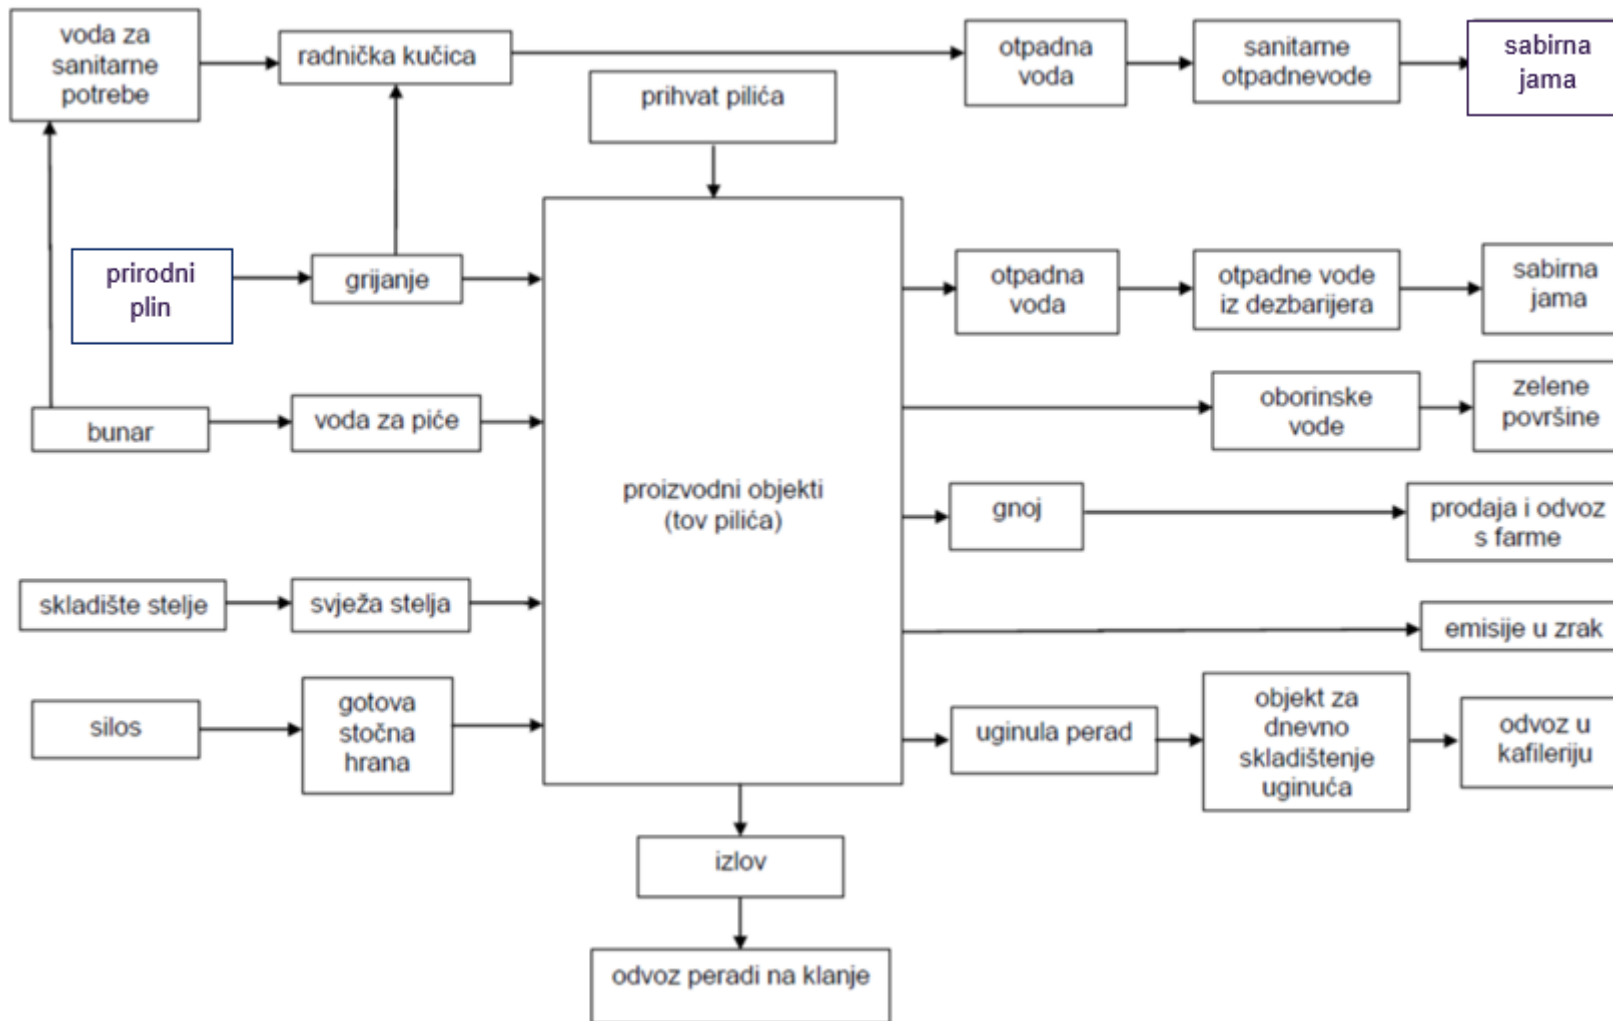 voda za
sanitarne
potrebe
radnička kučica
prihvat pilića
otpadna
voda
sanitarne
otpadnevode
sabirna
jama
prirodni
plin
grijanje
otpadna
voda
otpadne vode
iz dezbarijera
sabirna
jama
bunar
voda za piće
oborinske
vode
zelene
površine
proizvodni objekti
(tov pilića)
gnoj
prodaja i odvoz
s farme
skladište stelje
svježa stelja
emisije u zrak
silos
gotova
stočna
hrana
uginula perad
objekt za
dnevno
skladištenje
uginuća
odvoz u
kafileriju
izlov
odvoz peradi na klanje